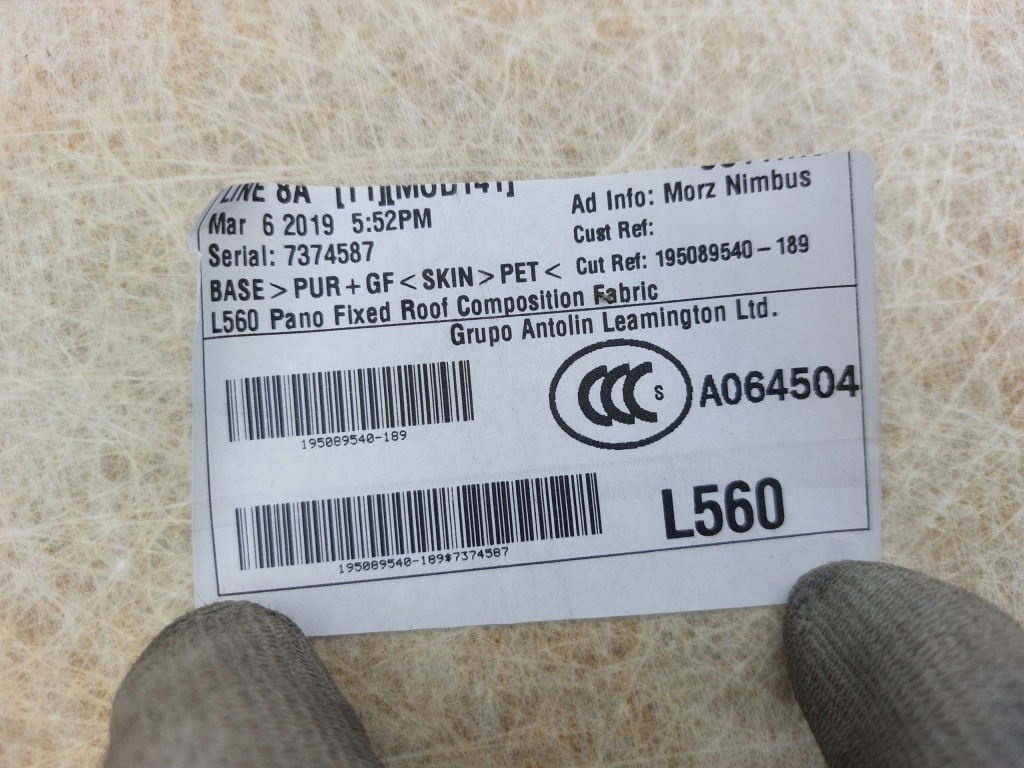 LINE 8A [T1][MOD141]
Mar 6 2019 5:52PM
Serial: 7374587
BASE>PUR+GF<SKIN>PET<
L560 Pano Fixed Roof Composition Fabric
Ad Info: Morz Nimbus
Cust Ref:
Cut Ref: 195089540-189
Grupo Antolin Leamington Ltd.
195089540-189
CCC S A064504
195089540-189$7374587
L560